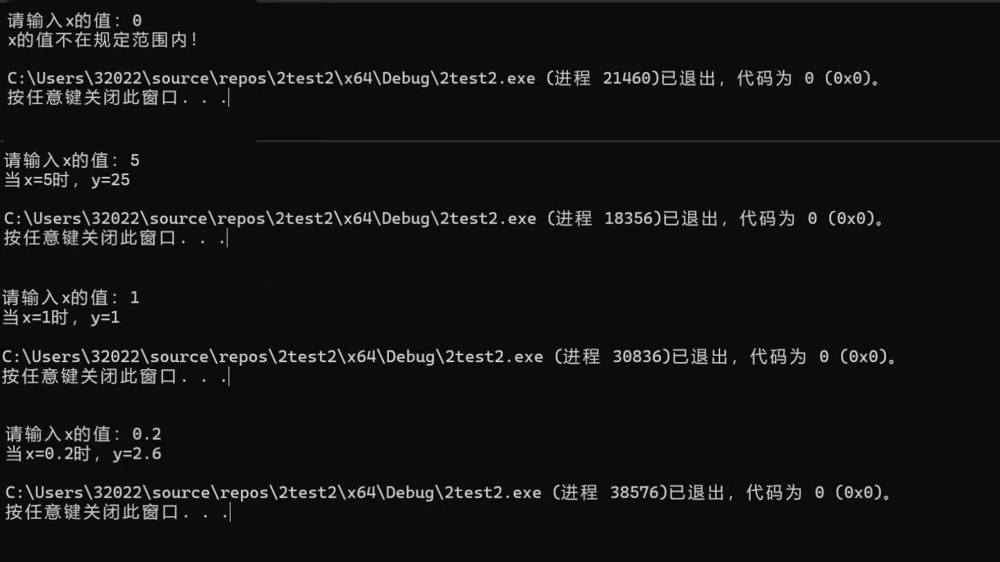 请输入x的值：0
x的值不在规定范围内！
C:\Users\32022\source\repos\2test2\x64\Debug\2test2.exe (进程 21460)已退出，代码为 0 (0x0)。
按任意键关闭此窗口. . .
请输入x的值：5
当x=5时，y=25
C:\Users\32022\source\repos\2test2\x64\Debug\2test2.exe (进程 18356)已退出，代码为 0 (0x0)。
按任意键关闭此窗口. . .
请输入x的值：1
当x=1时，y=1
C:\Users\32022\source\repos\2test2\x64\Debug\2test2.exe (进程 30836)已退出，代码为 0 (0x0)。
按任意键关闭此窗口. . .
请输入x的值：0.2
当x=0.2时，y=2.6
C:\Users\32022\source\repos\2test2\x64\Debug\2test2.exe (进程 38576)已退出，代码为 0 (0x0)。
按任意键关闭此窗口. . .